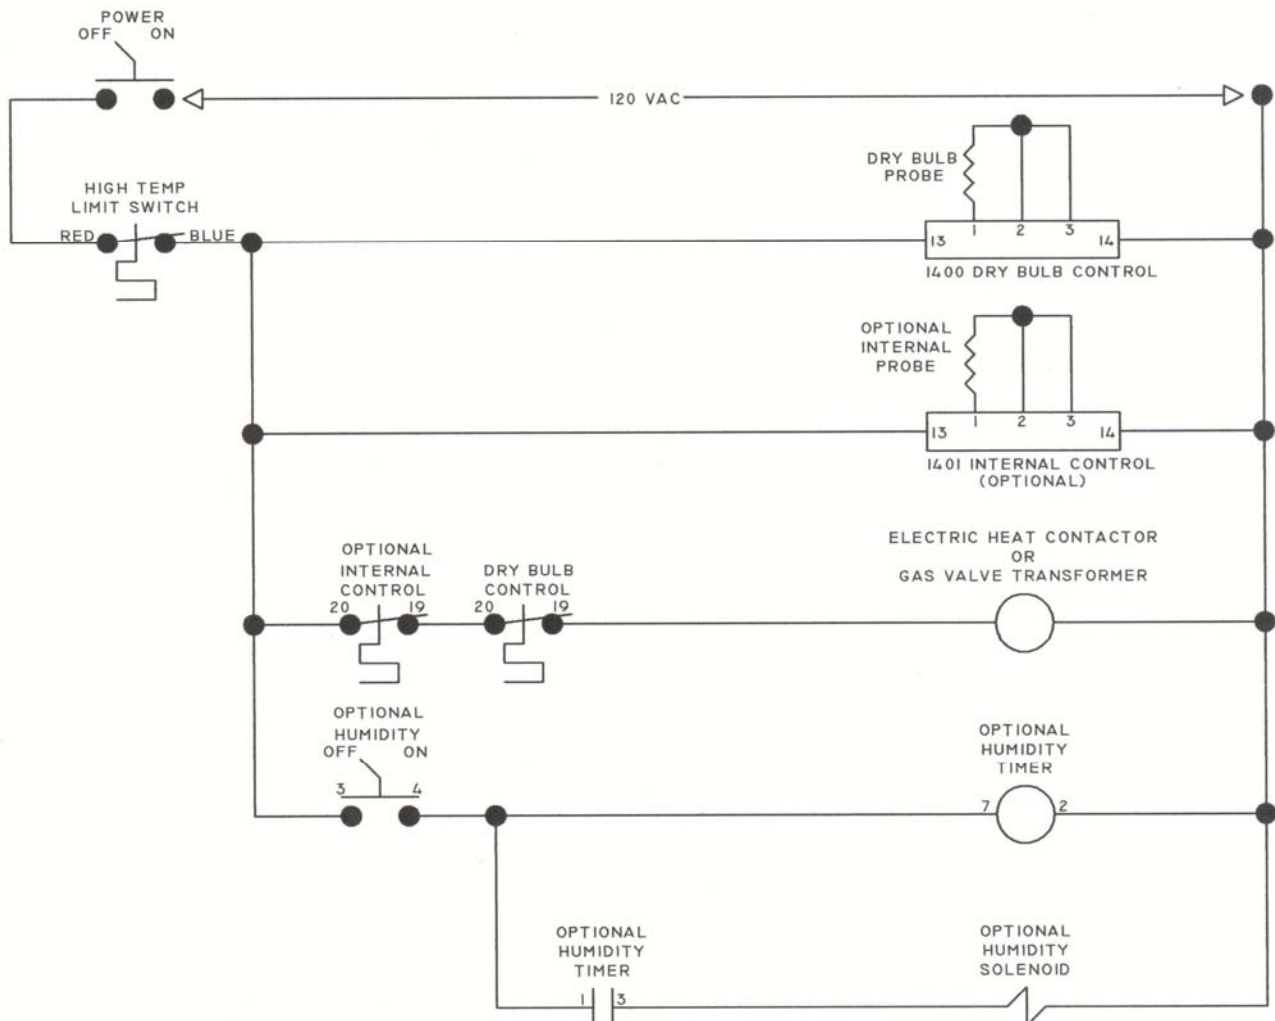 POWER
OFF ON
120 VAC
DRY BULB
PROBE
HIGH TEMP
LIMIT SWITCH
RED BLUE
1 2 3
13 14
1400 DRY BULB CONTROL
OPTIONAL
INTERNAL
PROBE
1 2 3
13 14
1401 INTERNAL CONTROL
(OPTIONAL)
OPTIONAL
INTERNAL
CONTROL
20 19
DRY BULB
CONTROL
20 19
ELECTRIC HEAT CONTACTOR
OR
GAS VALVE TRANSFORMER
OPTIONAL
HUMIDITY
OFF ON
3 4
OPTIONAL
HUMIDITY
TIMER
7 2
OPTIONAL
HUMIDITY
TIMER
1 3
OPTIONAL
HUMIDITY
SOLENOID